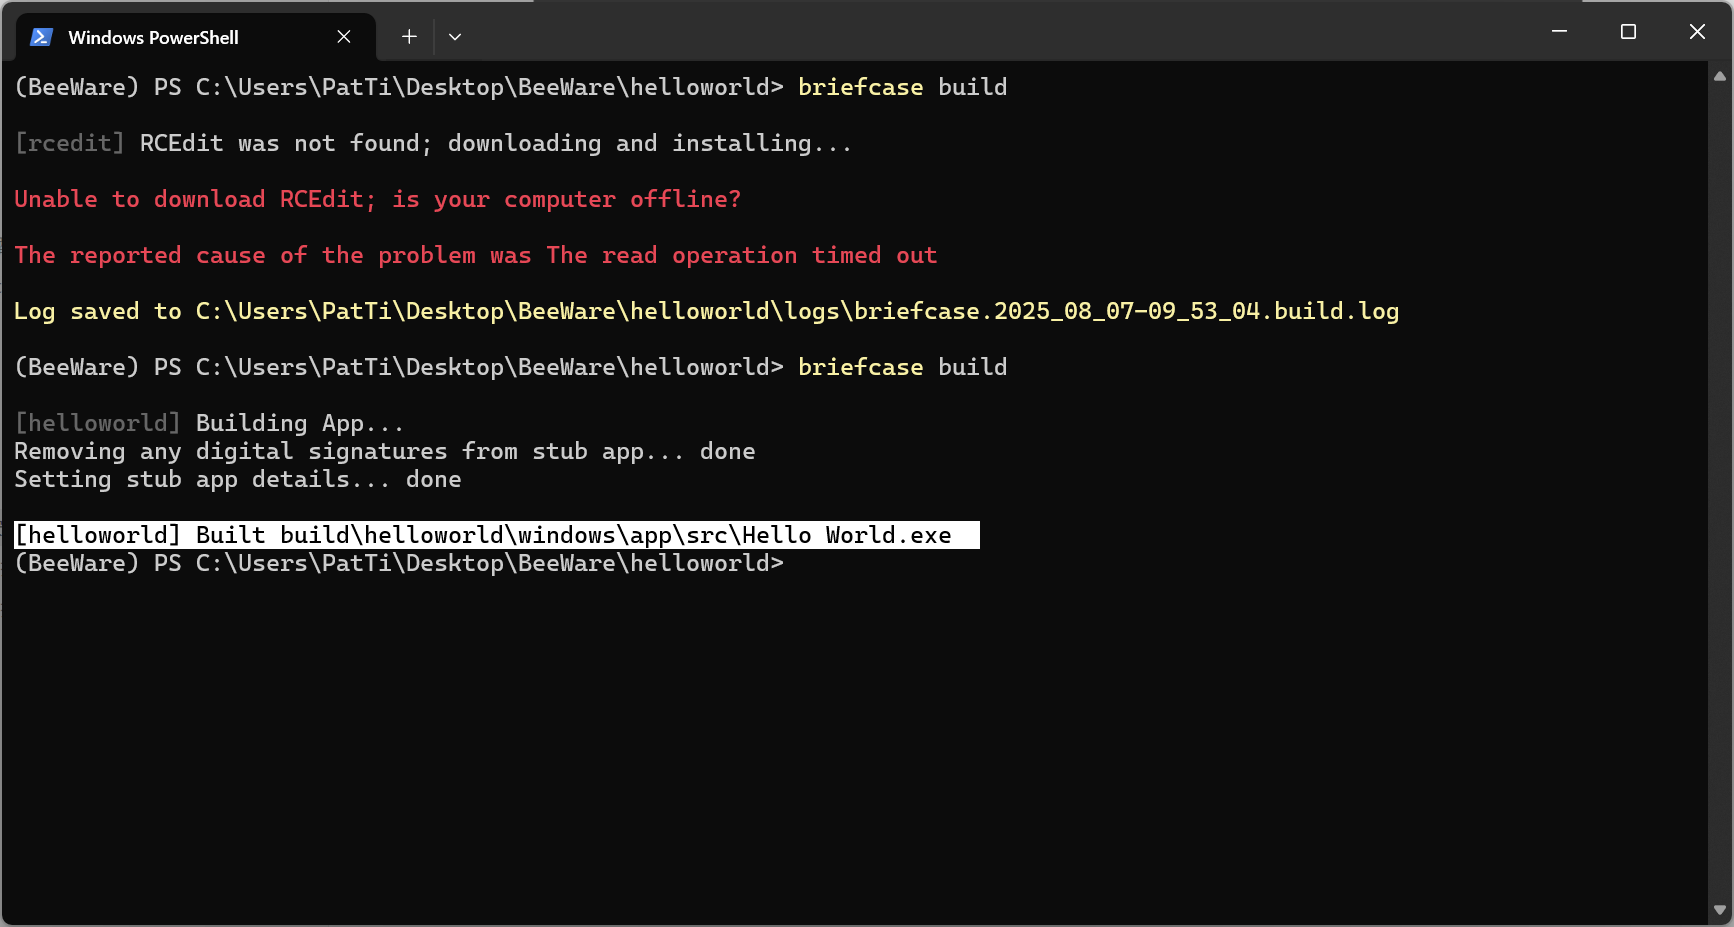 Windows PowerShell
(BeeWare) PS C:\Users\PatTi\Desktop\BeeWare\helloworld> briefcase build
[rcedit] RCEdit was not found; downloading and installing...
Unable to download RCEdit; is your computer offline?
The reported cause of the problem was The read operation timed out
Log saved to C:\Users\PatTi\Desktop\BeeWare\helloworld\logs\briefcase.2025_08_07-09_53_04.build.log
(BeeWare) PS C:\Users\PatTi\Desktop\BeeWare\helloworld> briefcase build
[helloworld] Building App...
Removing any digital signatures from stub app... done
Setting stub app details... done
[helloworld] Built build\helloworld\windows\app\src\Hello World.exe
(BeeWare) PS C:\Users\PatTi\Desktop\BeeWare\helloworld>